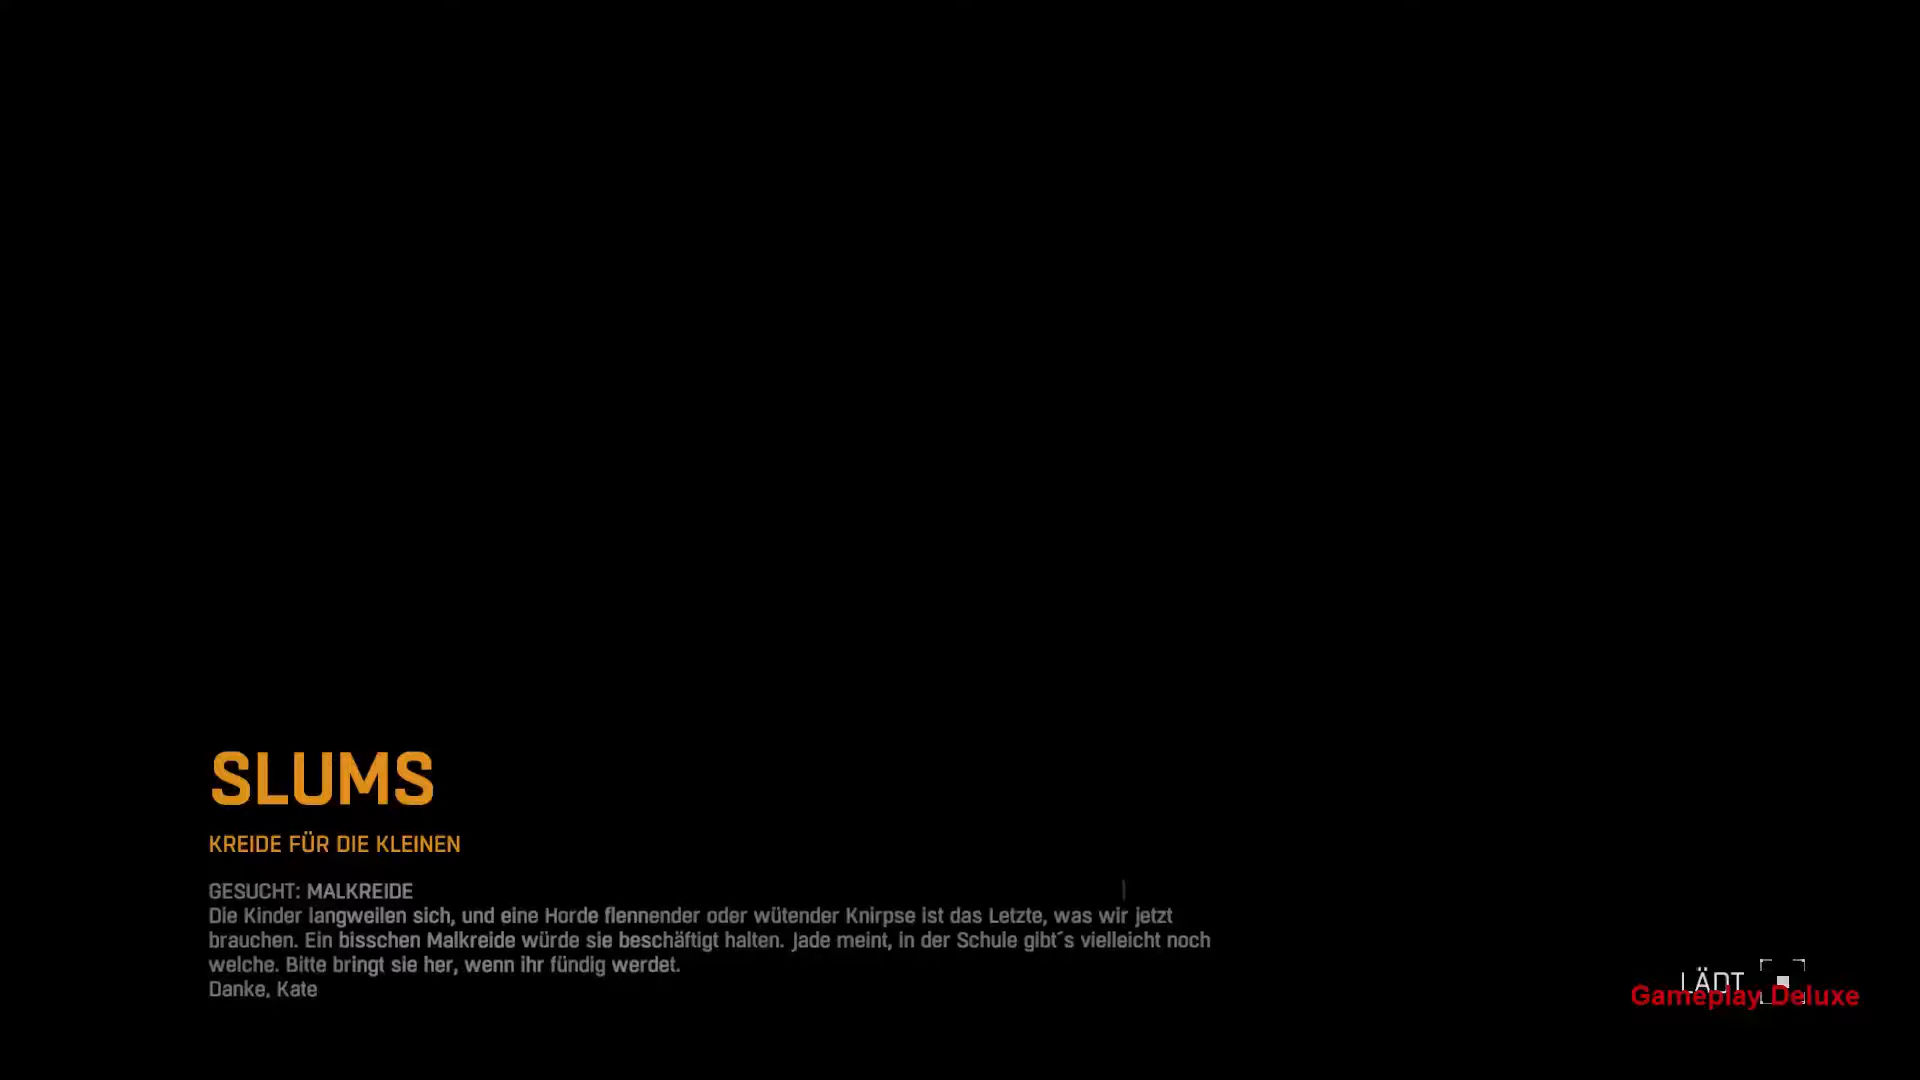 SLUMS
KREIDE FÜR DIE KLEINEN
GESUCHT: MALKREIDE
Die Kinder langweilen sich, und eine Horde flennender oder wütender Knirpse ist das Letzte, was wir jetzt
brauchen. Ein bisschen Malkreide würde sie beschäftigt halten. Jade meint, in der Schule gibt´s vielleicht noch
welche. Bitte bringt sie her, wenn ihr fündig werdet.
Danke, Kate
LÄDT
Gameplay Deluxe